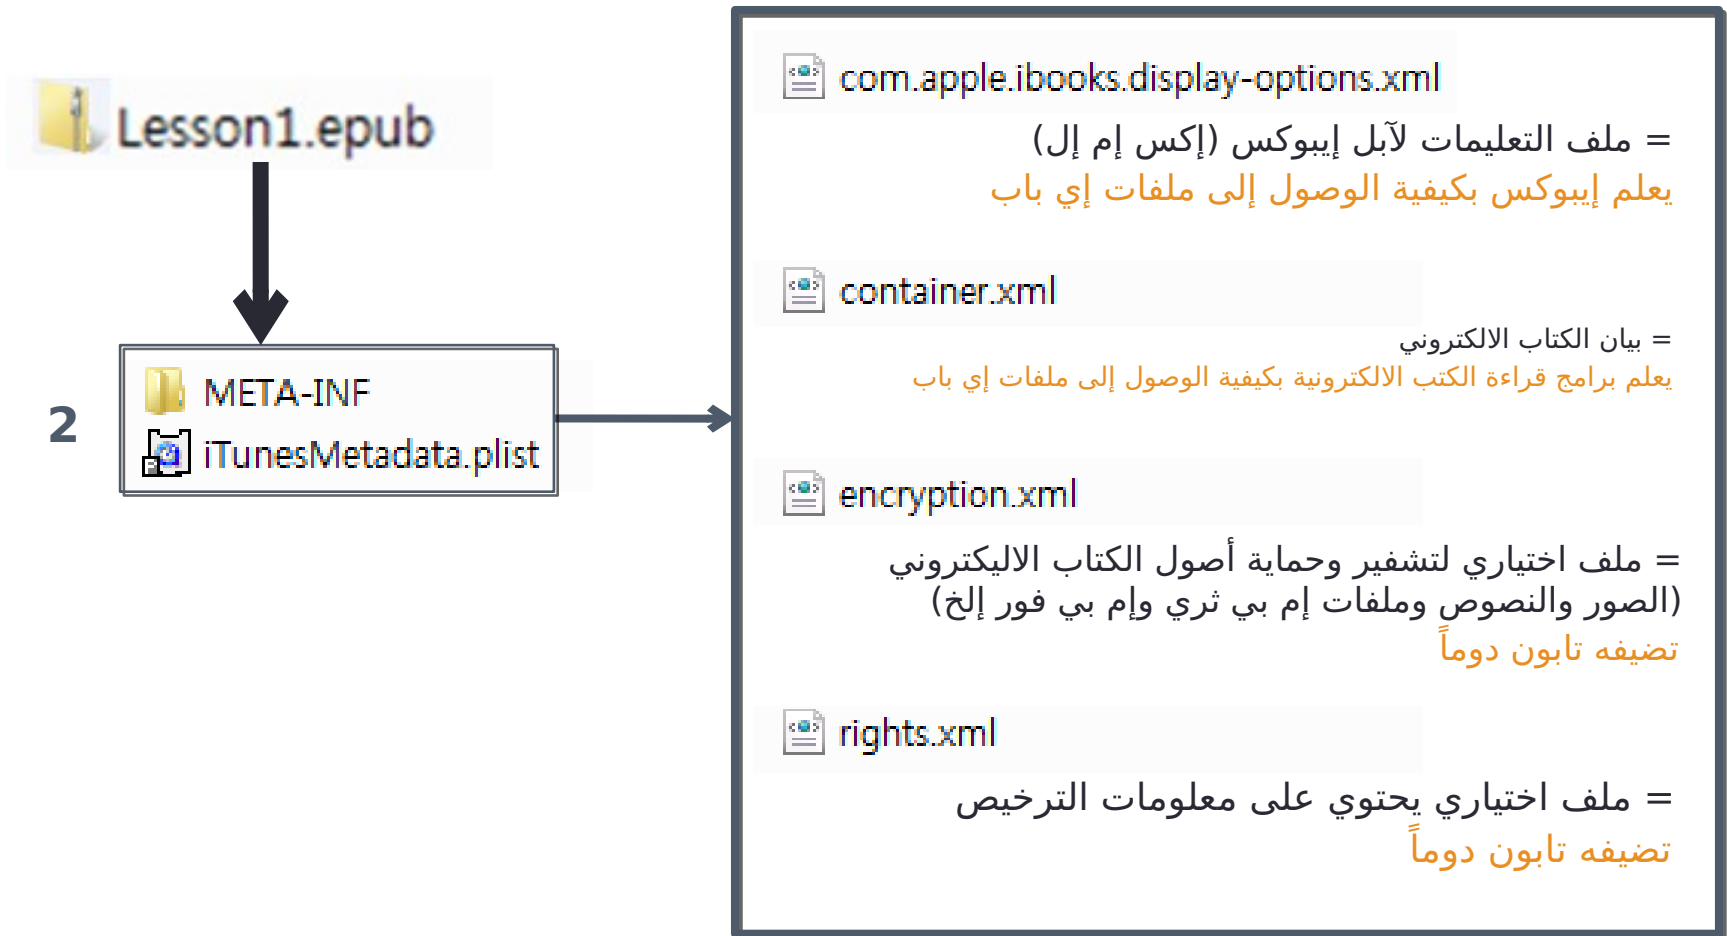 Lesson1.epub
2
META-INF
iTunesMetadata.plist
com.apple.ibooks.display-options.xml
= ملف التعليمات لآبل إيبوكس (إكس إم إل)
يعلم إيبوكس بكيفية الوصول إلى ملفات إي باب
container.xml
= بيان الكتاب الالكتروني
يعلم برامج قراءة الكتب الالكترونية بكيفية الوصول إلى ملفات إي باب
encryption.xml
= ملف اختياري لتشفير وحماية أصول الكتاب الاليكتروني
(الصور والنصوص وملفات إم بي ثري وإم بي فور إلخ)
تضيفه تابون دوماً
rights.xml
= ملف اختياري يحتوي على معلومات الترخيص
تضيفه تابون دوماً